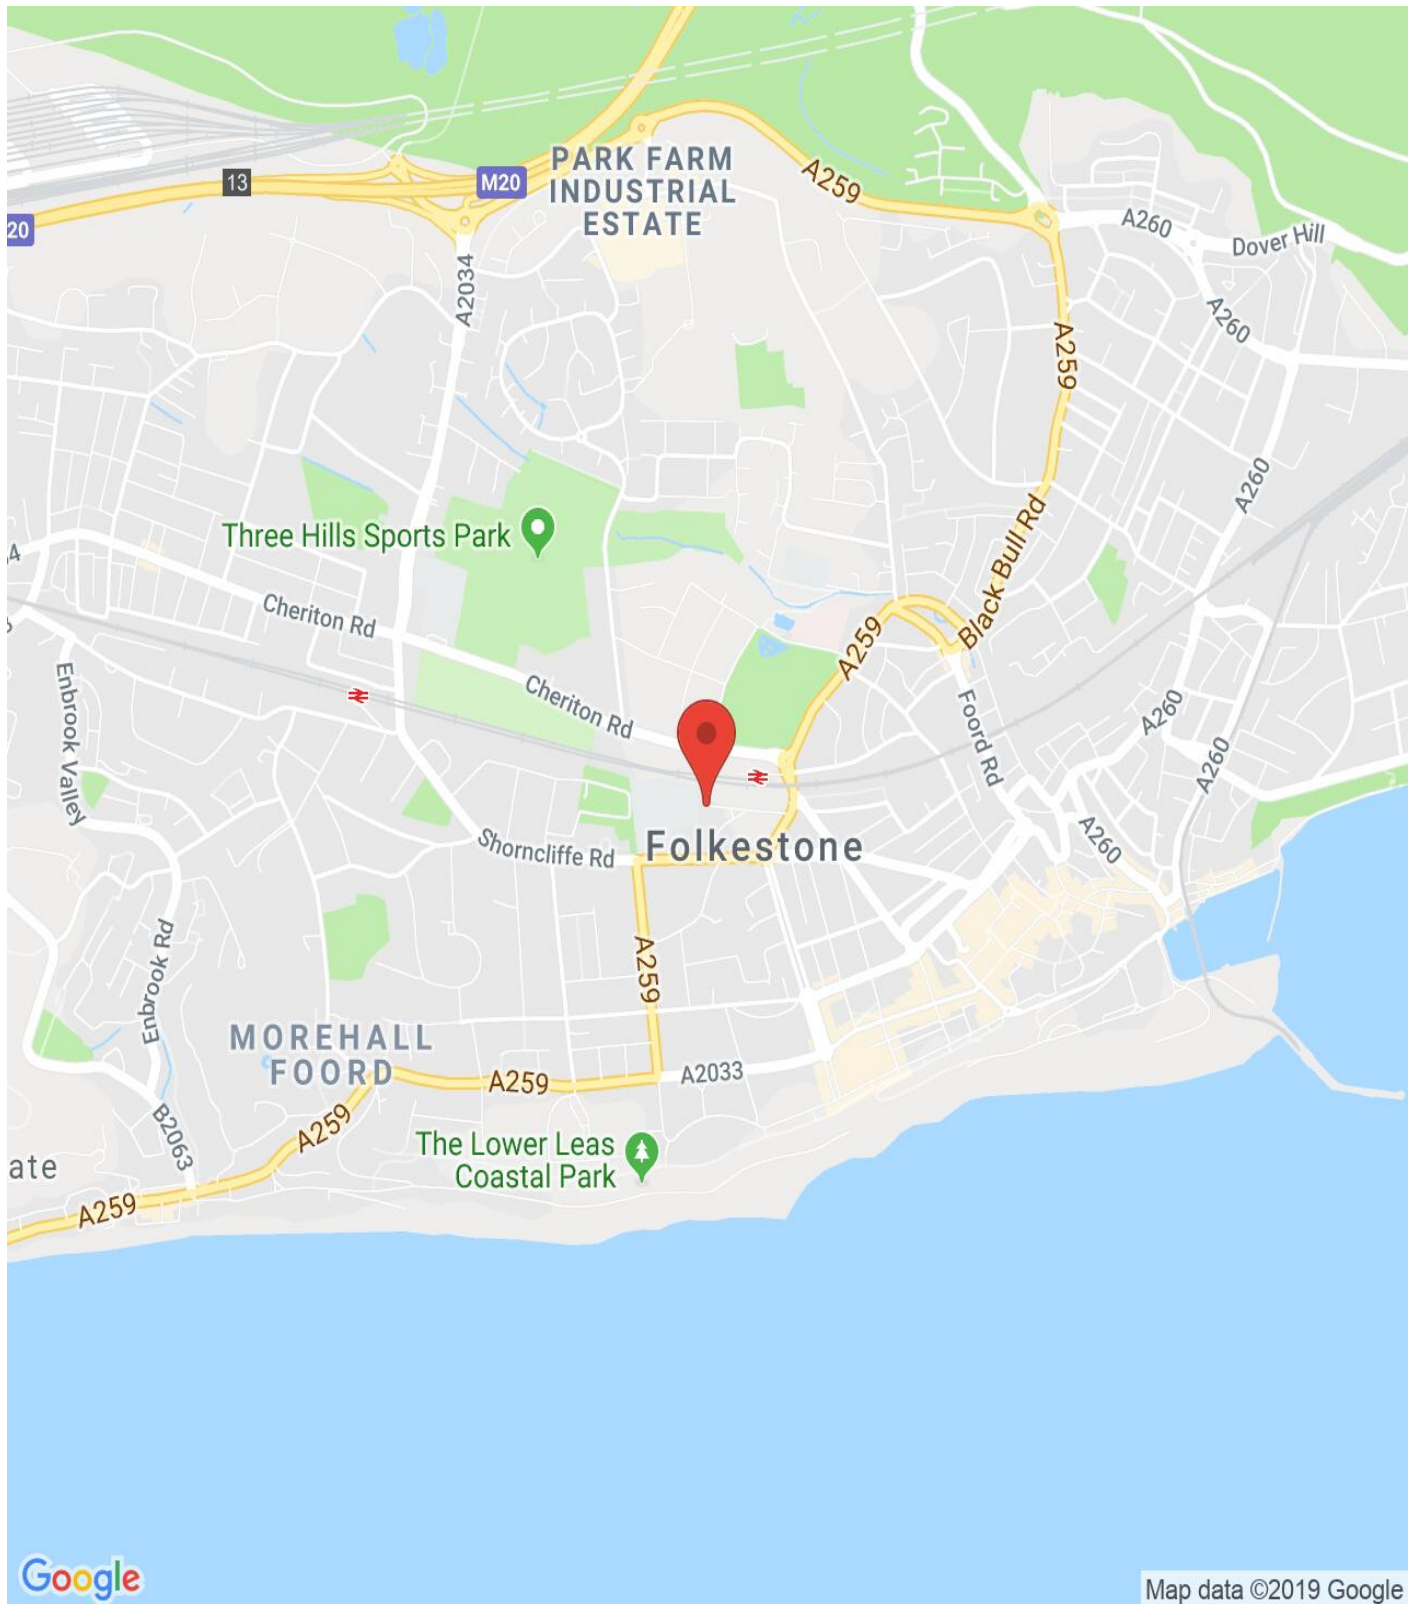 PARK FARM
INDUSTRIAL
ESTATE
13
M20
20
A259
A260
Dover Hill
A2034
A260
A259
A260
Three Hills Sports Park
Black Bull Rd
Cheriton Rd
A259
Enbrook Valley
Cheriton Rd
Foord Rd
A260
A260
Shorncliffe Rd
Folkestone
A260
Enbrook Rd
A259
MOREHALL
FOORD
A259
A2033
B2063
A259
The Lower Leas
Coastal Park
ate
A259
Google
Map data ©2019 Google